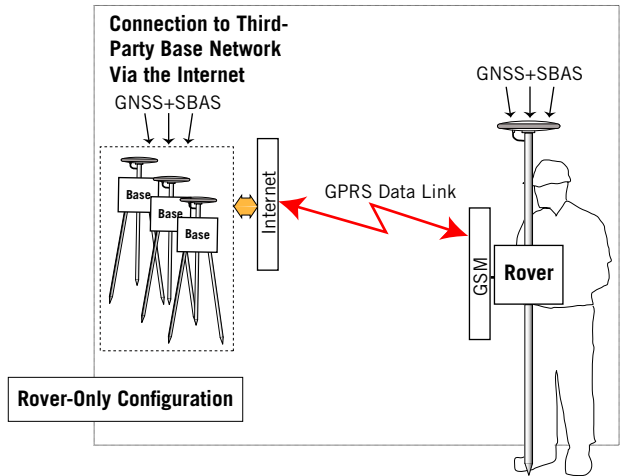 Connection to Third-
Party Base Network
Via the Internet
GNSS+SBAS
GNSS+SBAS
Base
Base
Base
Internet
GPRS Data Link
GSM
Rover
Rover-Only Configuration